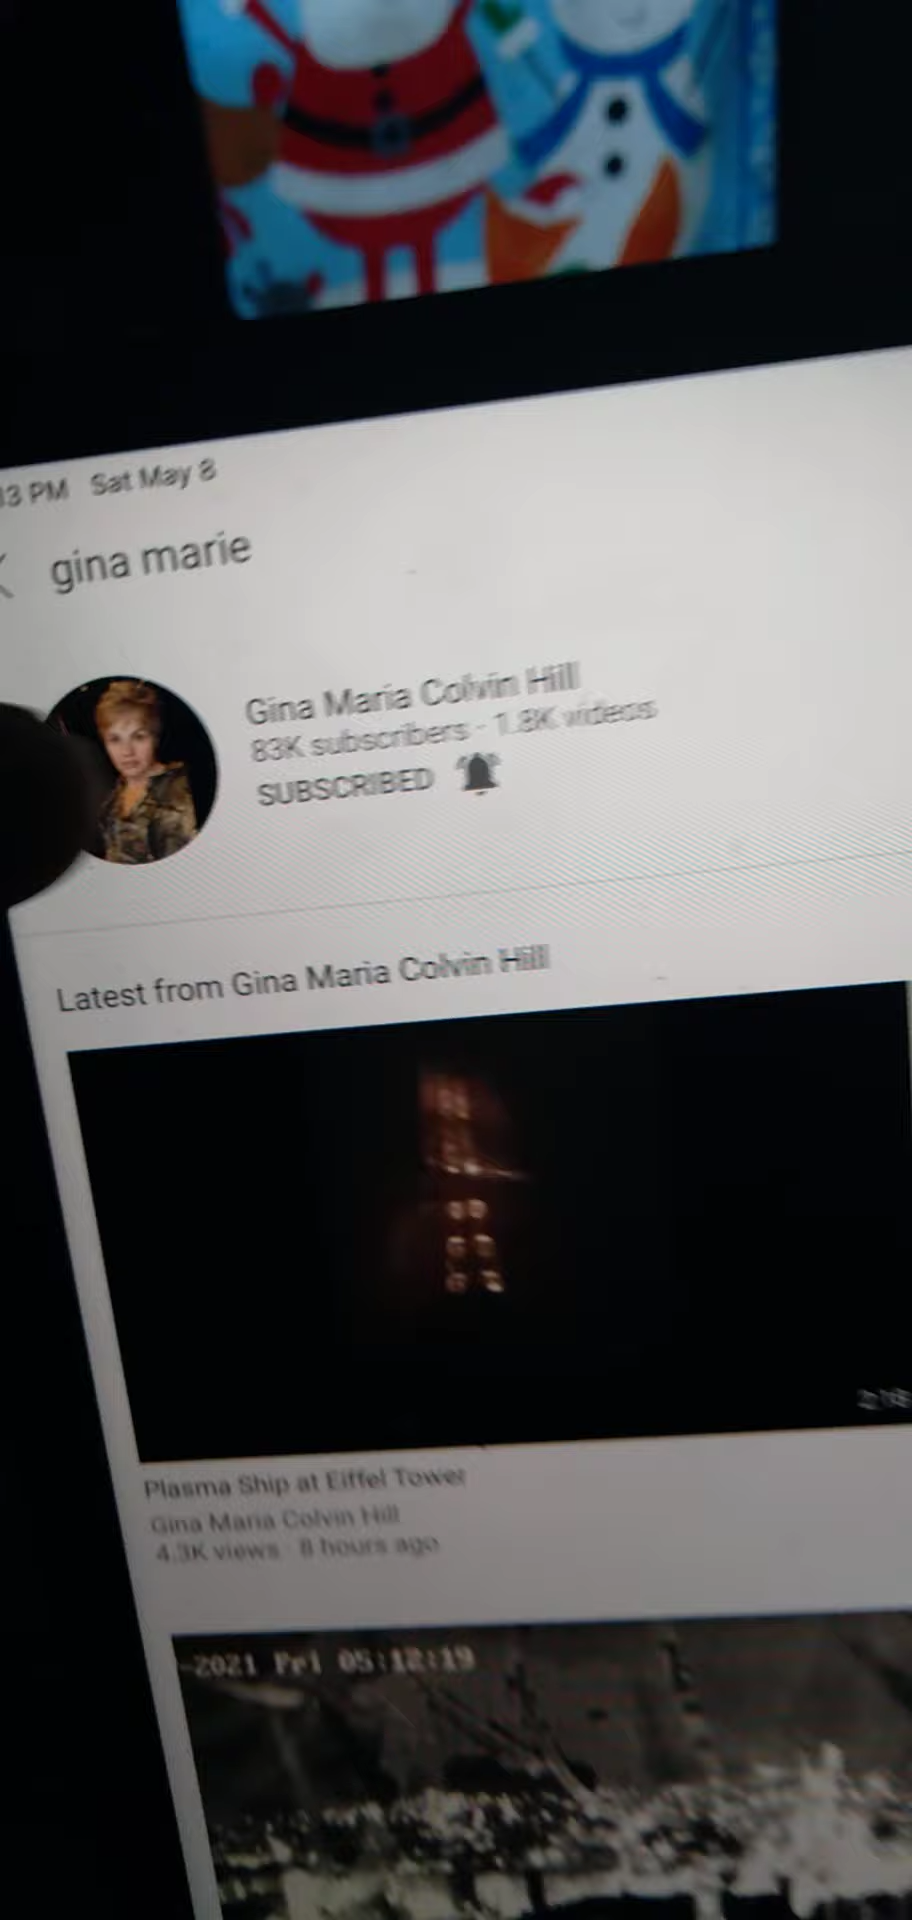 13 PM Sat May 8
gina marie
Gina Maria Colvin Hill
83K subscribers · 1.8K videos
SUBSCRIBED
Latest from Gina Maria Colvin Hill
Plasma Ship at Eiffel Tower
Gina Maria Colvin Hill
4.3K views · 8 hours ago
-2021 Fri 05:12:19